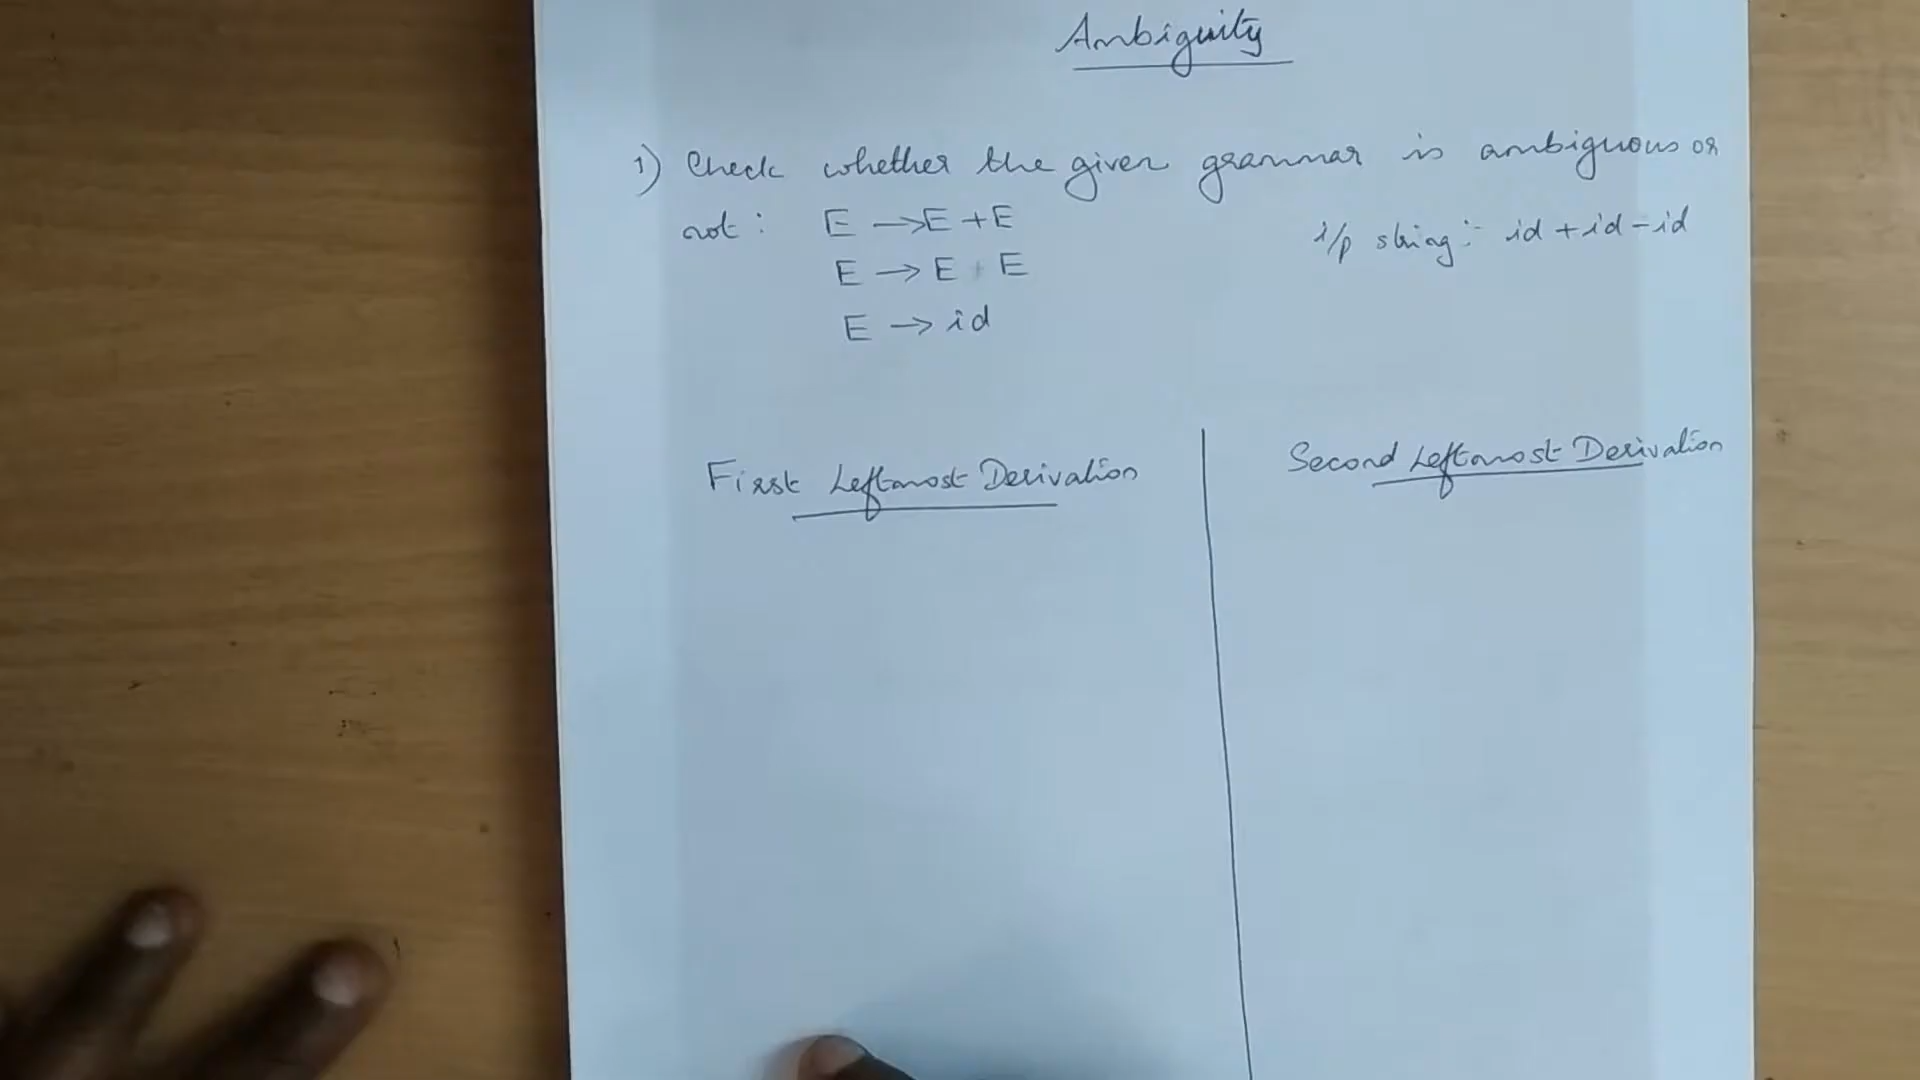 Ambiguity
1) Check whether the given grammar is ambiguous or
not : E → E + E i/p string :- id + id - id
E → E E
E → id
First Leftmost Derivation
Second Leftmost Derivation